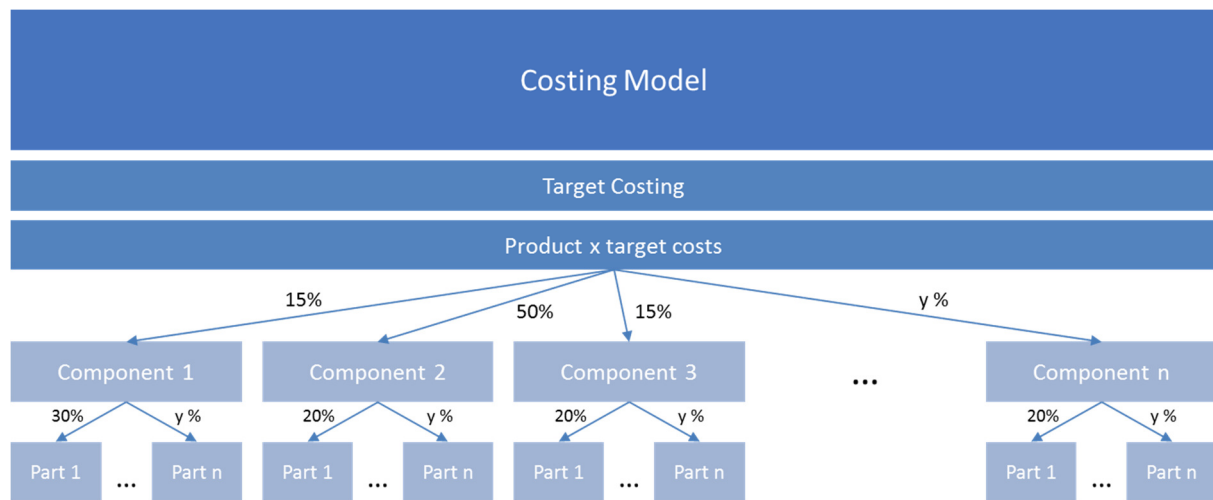 Costing Model
Target Costing
Product x target costs
15% 50% 15% y %
Component 1 Component 2 Component 3 ... Component n
30% y % 20% y % 20% y % 20% y %
Part 1 ... Part n Part 1 ... Part n Part 1 ... Part n Part 1 ... Part n